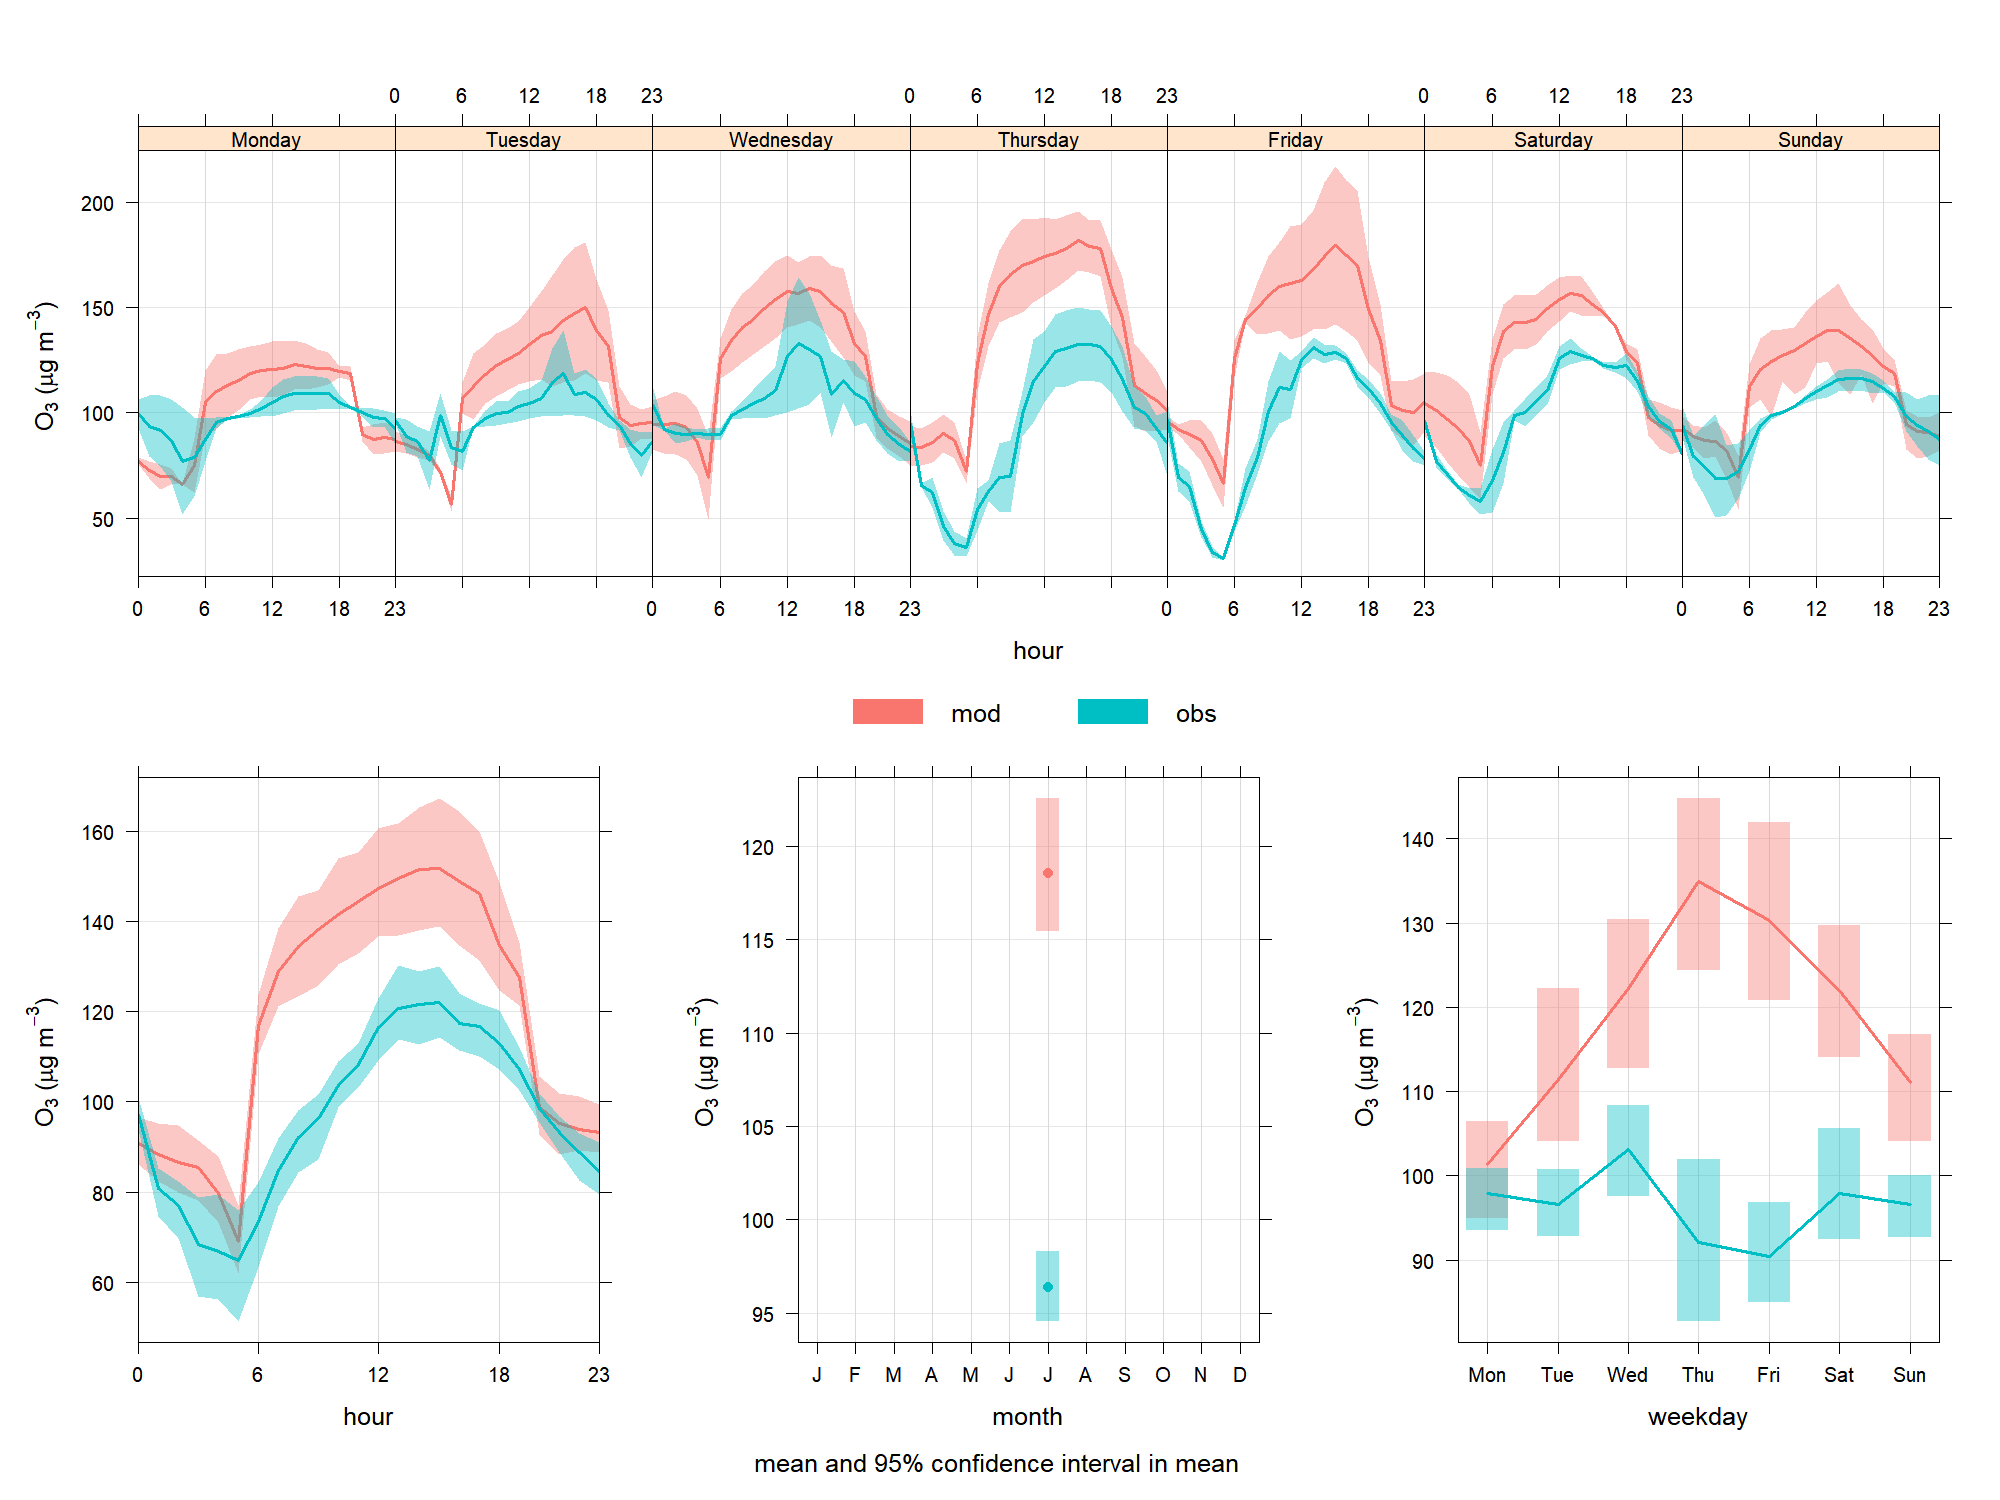 0 6 12 18 23 0 6 12 18 23 0 6 12 18 23
Monday Tuesday Wednesday Thursday Friday Saturday Sunday
200
150
100
50
O3 (μg m−3)
0 6 12 18 23 0 6 12 18 23 0 6 12 18 23 0 6 12 18 23
hour
mod obs
160
140
120
100
80
60
O3 (μg m−3)
0 6 12 18 23
hour
120
115
110
105
100
95
O3 (μg m−3)
J F M A M J J A S O N D
month
140
130
120
110
100
90
O3 (μg m−3)
Mon Tue Wed Thu Fri Sat Sun
weekday
mean and 95% confidence interval in mean